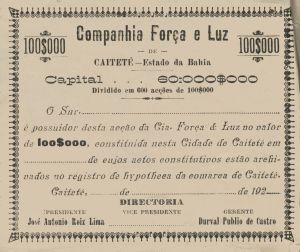 100$000
Companhia Força e Luz
100$000
DE
CAITETÉ—Estado da Bahia
Capital . . . 60:000$000
Dividido em 600 acções de 100$000
O Snr.
é possuidor desta acção da Cia. Força & Luz no valor
de 100$000, constituida nesta Cidade de Caiteté em
de cujos actos constitutivos estão archi-
vados no registro de hypotheca da comarca de Caiteté.
Caiteté, de de 192
DIRECTORIA
PRESIDENTE VICE PRESIDENTE GERENTE
José Antonio Roiz Lima Durval Publio de Castro